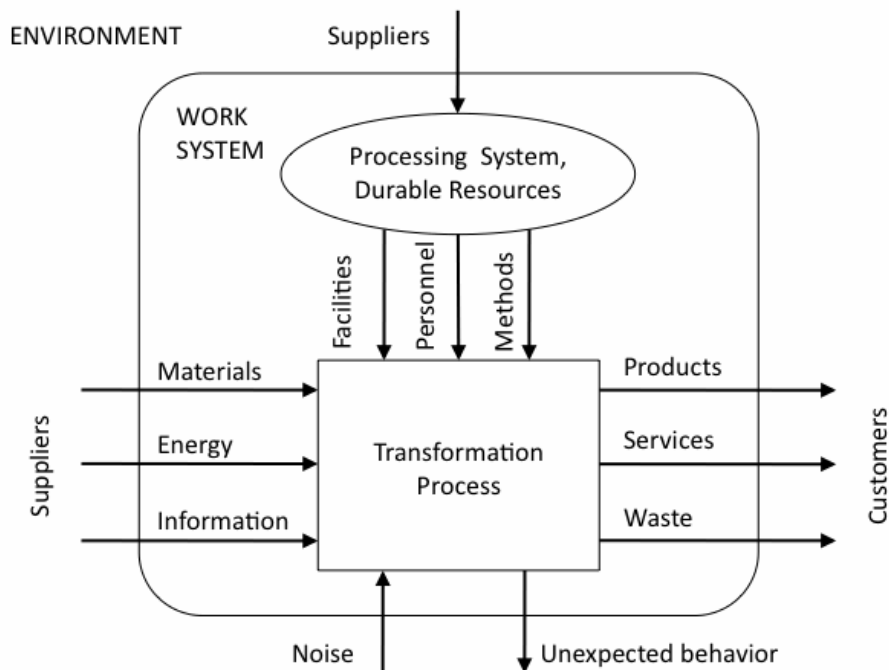 ENVIRONMENT
Suppliers
WORK
SYSTEM
Processing System,
Durable Resources
Facilities
Personnel
Methods
Suppliers
Materials
Energy
Information
Transformation
Process
Products
Services
Waste
Customers
Noise
Unexpected behavior